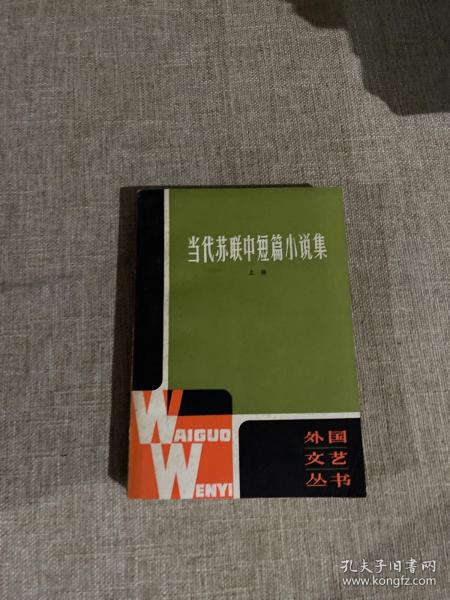 当代苏联中短篇小说集
上册
WAIGUO
WENYI
外国
文艺
丛书
孔夫子旧书网
www.kongfz.com